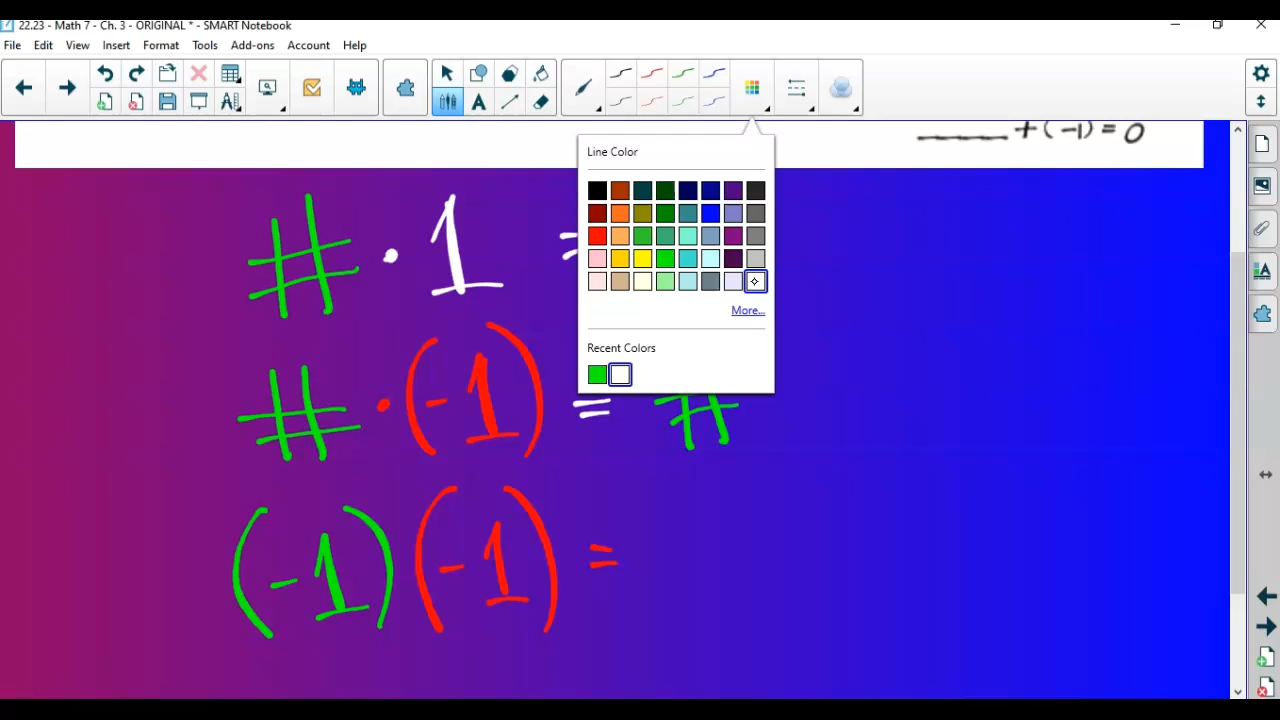 22.23 - Math 7 - Ch. 3 - ORIGINAL * - SMART Notebook
File Edit View Insert Format Tools Add-ons Account Help
+ (-1) = 0
Line Color
# · 1 =
More...
Recent Colors
# · (-1) = #
(-1)(-1) =